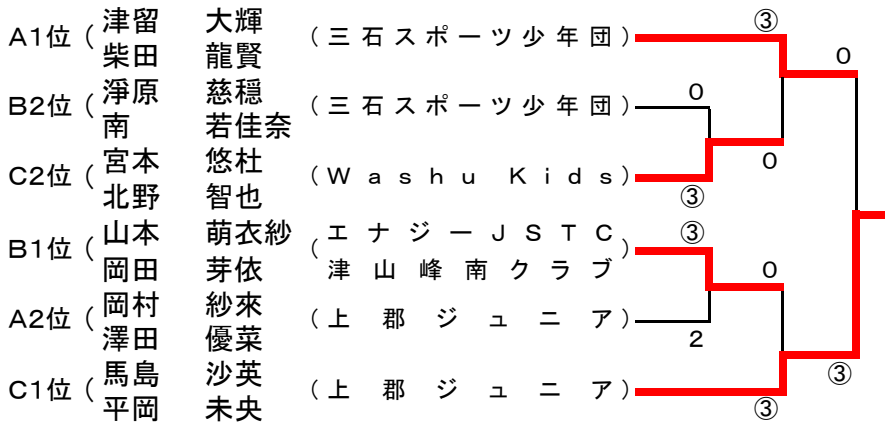 津留 大輝 ③
A1位 ( (三石スポーツ少年団)
柴田 龍賢 0
淨原 慈穏 0
B2位 ( (三石スポーツ少年団)
南 若佳奈
宮本 悠杜 0
C2位 ( (Washu Kids)
北野 智也 ③
山本 萌衣紗 エナジーJSTC ③
B1位 ( (
岡田 芽依 津山峰南クラブ 0
岡村 紗來
A2位 ( (上郡ジュニア)
澤田 優菜 2
馬島 沙英 ③
C1位 ( (上郡ジュニア)
平岡 未央 ③